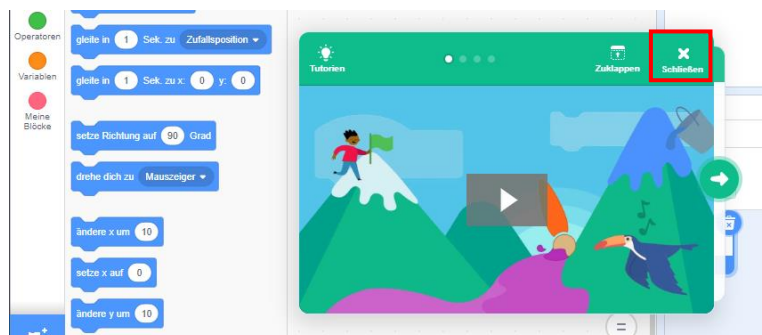 Operatoren
Variablen
Meine
Blöcke
gleite in 1 Sek. zu Zufallsposition
gleite in 1 Sek. zu x: 0 y: 0
setze Richtung auf 90 Grad
drehe dich zu Mauszeiger
ändere x um 10
setze x auf 0
ändere y um 10
Tutorien
Zuklappen
Schließen